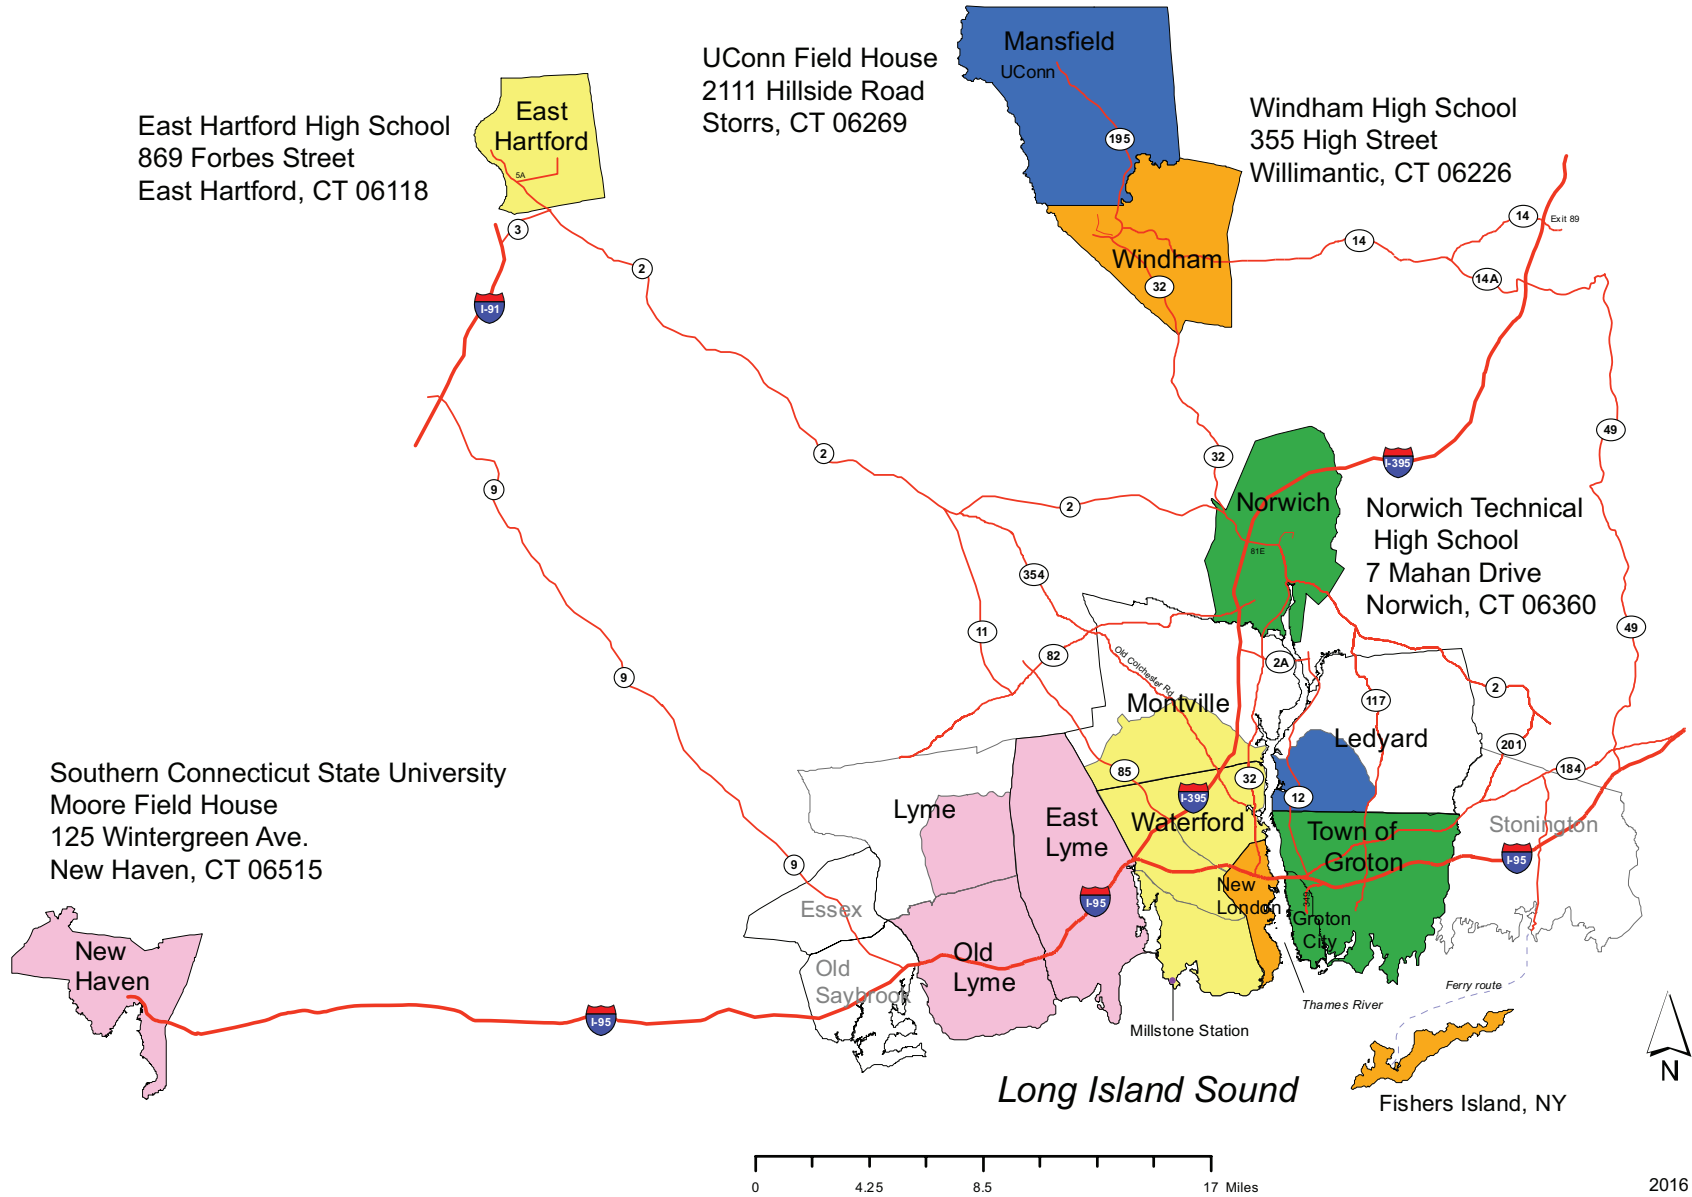 Mansfield
UConn
UConn Field House
2111 Hillside Road
Storrs, CT 06269
East
Hartford
5A
East Hartford High School
869 Forbes Street
East Hartford, CT 06118
Windham High School
355 High Street
Willimantic, CT 06226
195
Windham
32
14
14
Exit 89
14A
3
2
I-91
2
9
2
32
49
I-395
Norwich
81E
Norwich Technical
High School
7 Mahan Drive
Norwich, CT 06360
354
11
82
Old Colchester Rd
2A
49
9
Montville
117
2
Ledyard
201
184
85
32
I-395
12
Southern Connecticut State University
Moore Field House
125 Wintergreen Ave.
New Haven, CT 06515
Lyme
East
Lyme
Waterford
Town of
Groton
Stonington
I-95
9
Essex
New
London
349
Groton
City
I-95
New
Haven
Old
Saybrook
Old
Lyme
I-95
Ferry route
Thames River
Millstone Station
Long Island Sound
Fishers Island, NY
N
0
4.25
8.5
17 Miles
2016